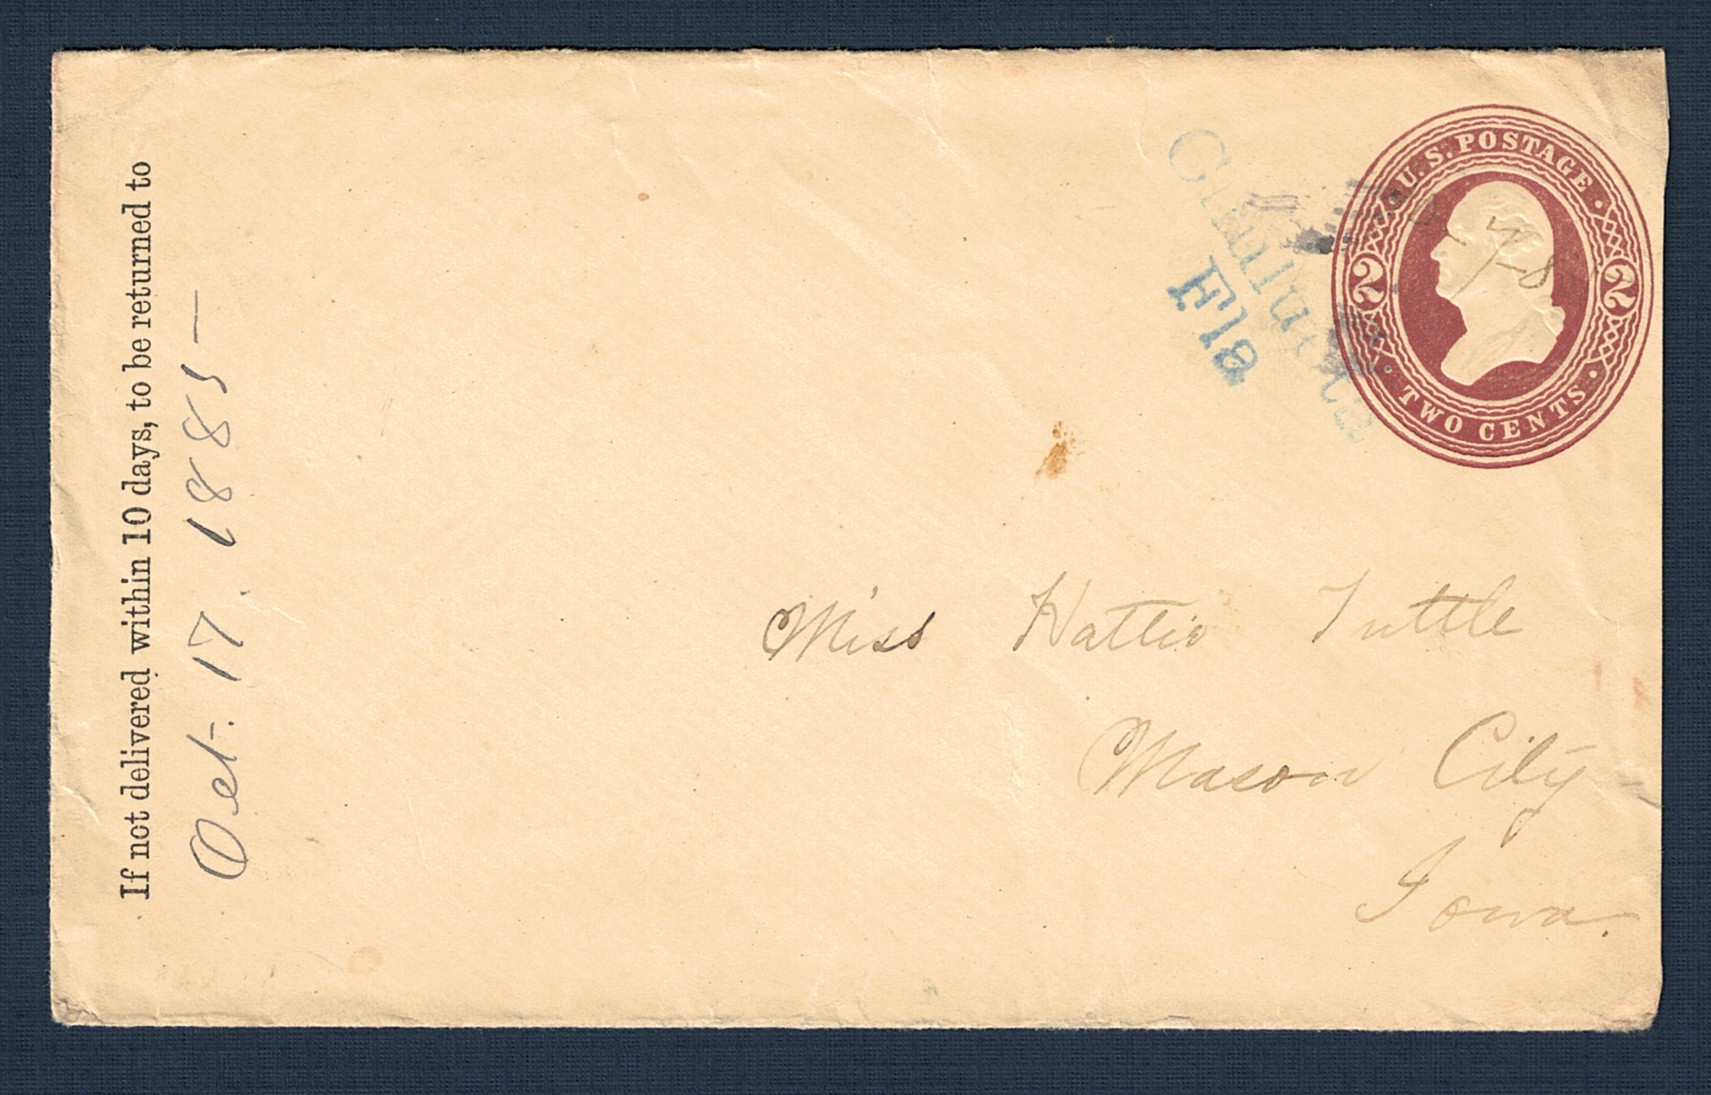 If not delivered within 10 days, to be returned to
Oct. 17. 1885
Chuluota
Fla
U.S. POSTAGE
2 2
TWO CENTS
Miss Hattie Tuttle
Mason City
Iowa.